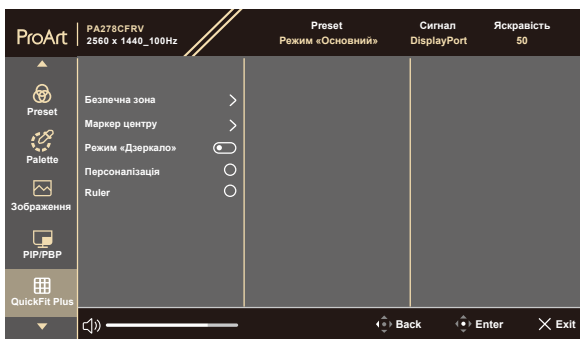 ProArt
PA278CFRV
2560 x 1440_100Hz
Preset
Режим «Основний»
Сигнал
DisplayPort
Яскравість
50
Preset
Palette
Зображення
PIP/PBP
QuickFit Plus
Безпечна зона
Маркер центру
Режим «Дзеркало»
Персоналізація
Ruler
Back
Enter
Exit